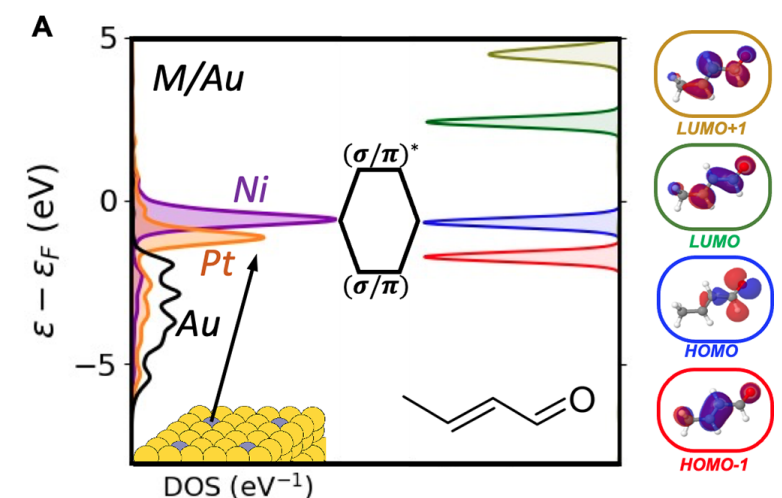 A
5
M/Au
LUMO+1
(σ/π)*
Ni
0
LUMO
Pt
ε − ε_F (eV)
(σ/π)
HOMO
Au
−5
O
HOMO-1
DOS (eV⁻¹)